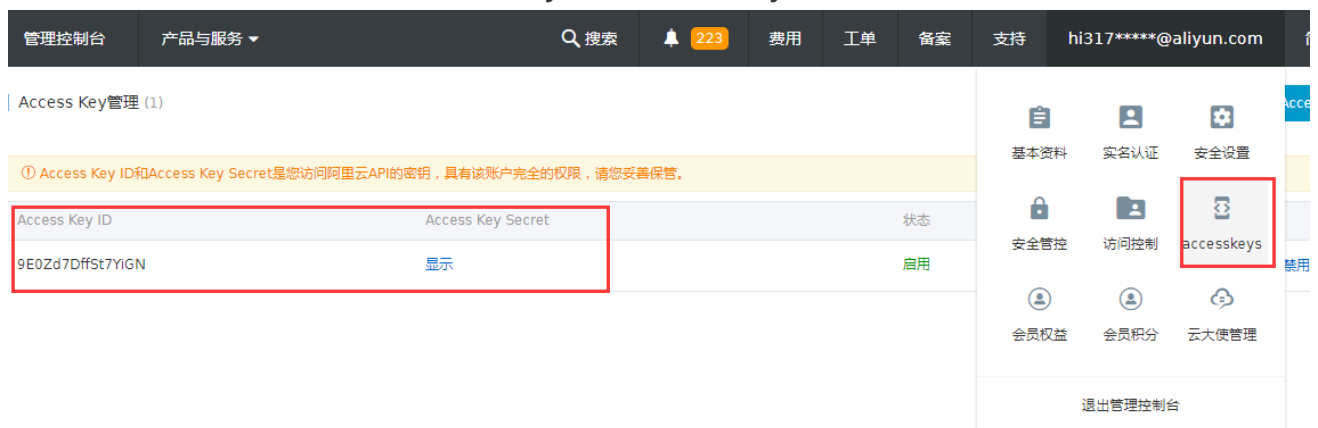 管理控制台 产品与服务 搜索 223 费用 工单 备案 支持 hi317*****@aliyun.com
Access Key管理 (1)
基本资料 实名认证 安全设置
Access Key ID和Access Key Secret是您访问阿里云API的密钥，具有该账户完全的权限，请您妥善保管。
Access Key ID Access Key Secret 状态
安全管控 访问控制 accesskeys
9E0Zd7DffSt7YiGN 显示 启用 禁用
会员权益 会员积分 云大使管理
退出管理控制台